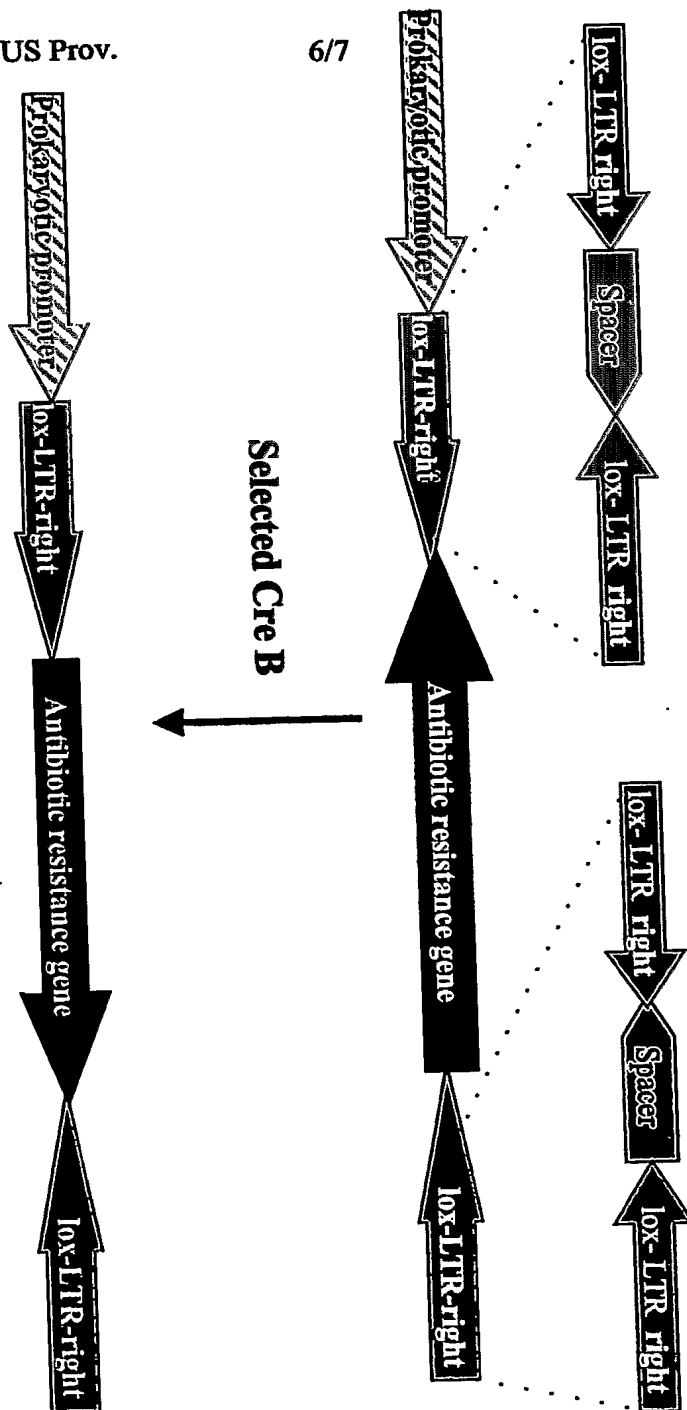 US Prov. 6/7
lox-LTR right Spacer lox-LTR right lox-LTR right Spacer lox-LTR right
Prokaryotic promoter lox-LTR-right Antibiotic resistance gene lox-LTR-right
Selected Cre B
Prokaryotic promoter lox-LTR-right Antibiotic resistance gene lox-LTR-right